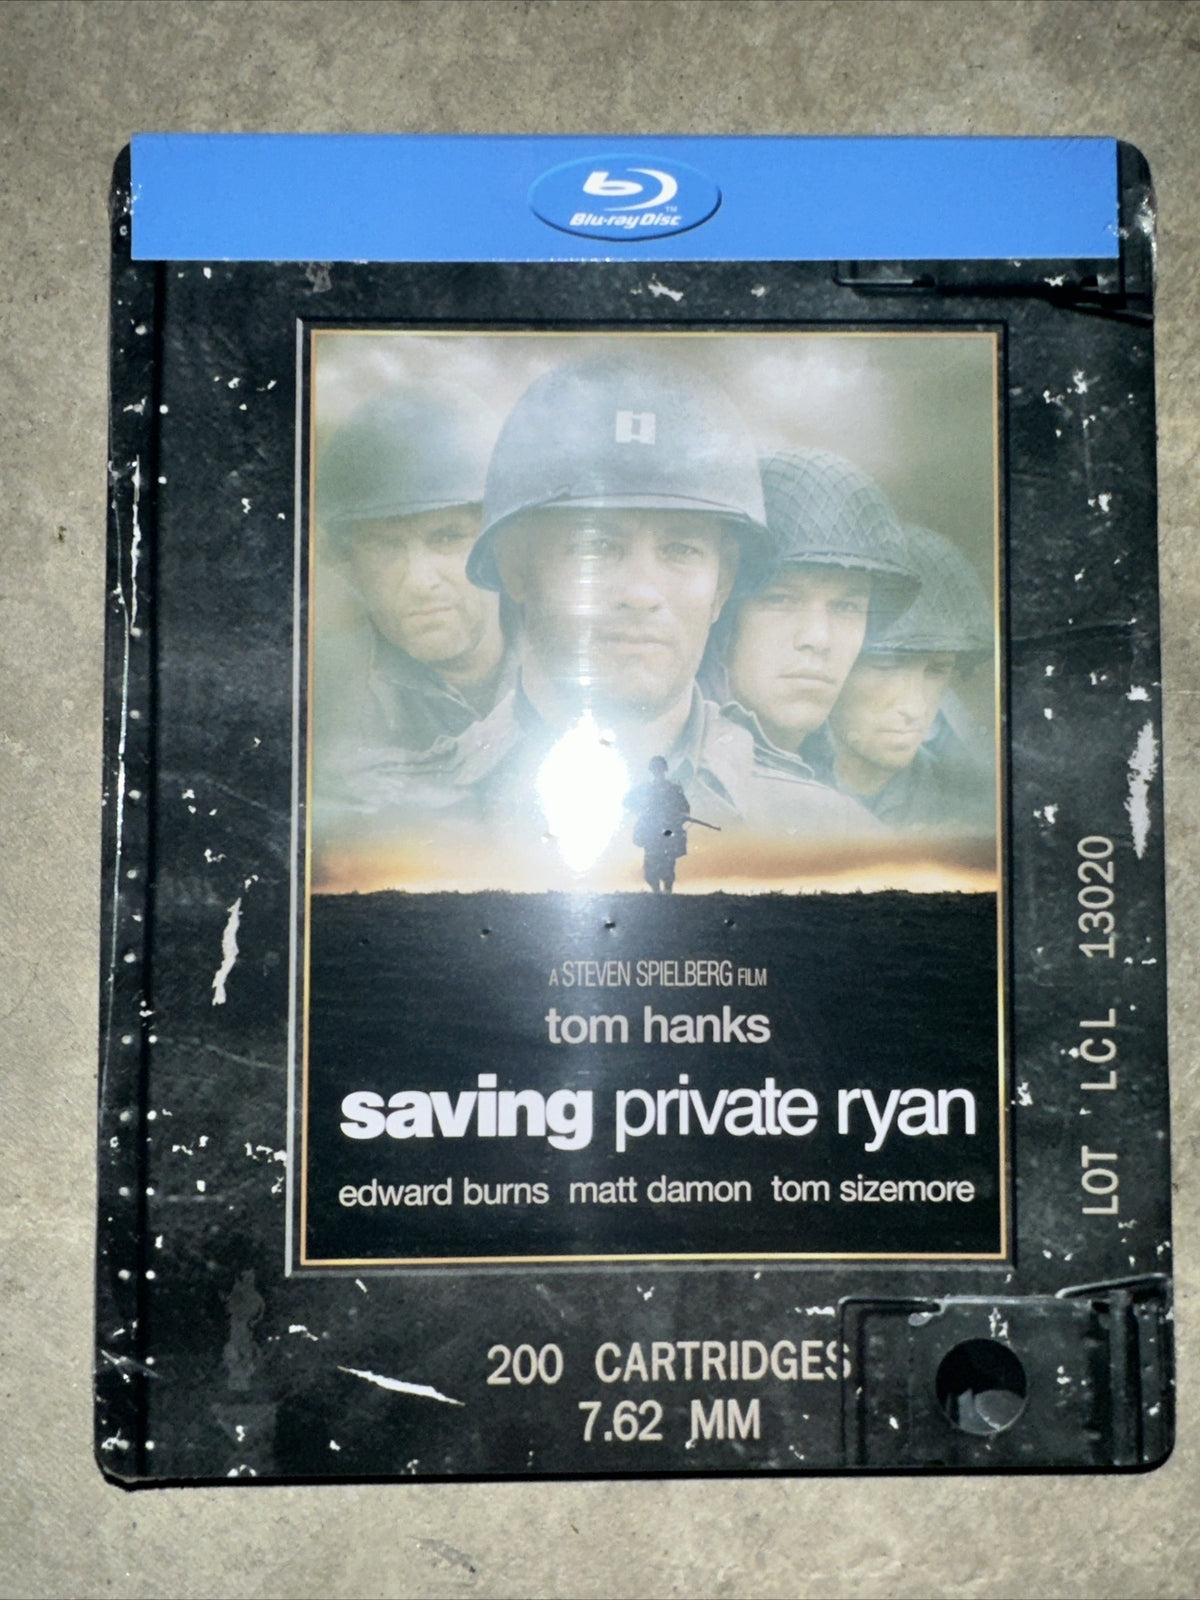 Blu-ray Disc™
A STEVEN SPIELBERG FILM
tom hanks
saving private ryan
edward burns matt damon tom sizemore
LOT LCL 13020
200 CARTRIDGES
7.62 MM